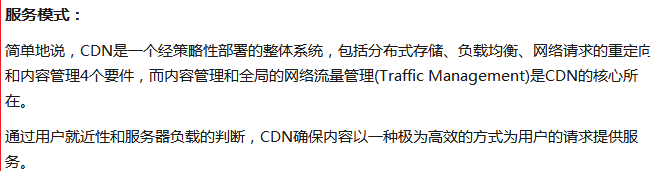 服务模式：
简单地说，CDN是一个经策略性部署的整体系统，包括分布式存储、负载均衡、网络请求的重定向
和内容管理4个要件，而内容管理和全局的网络流量管理(Traffic Management)是CDN的核心所
在。
通过用户就近性和服务器负载的判断，CDN确保内容以一种极为高效的方式为用户的请求提供服
务。